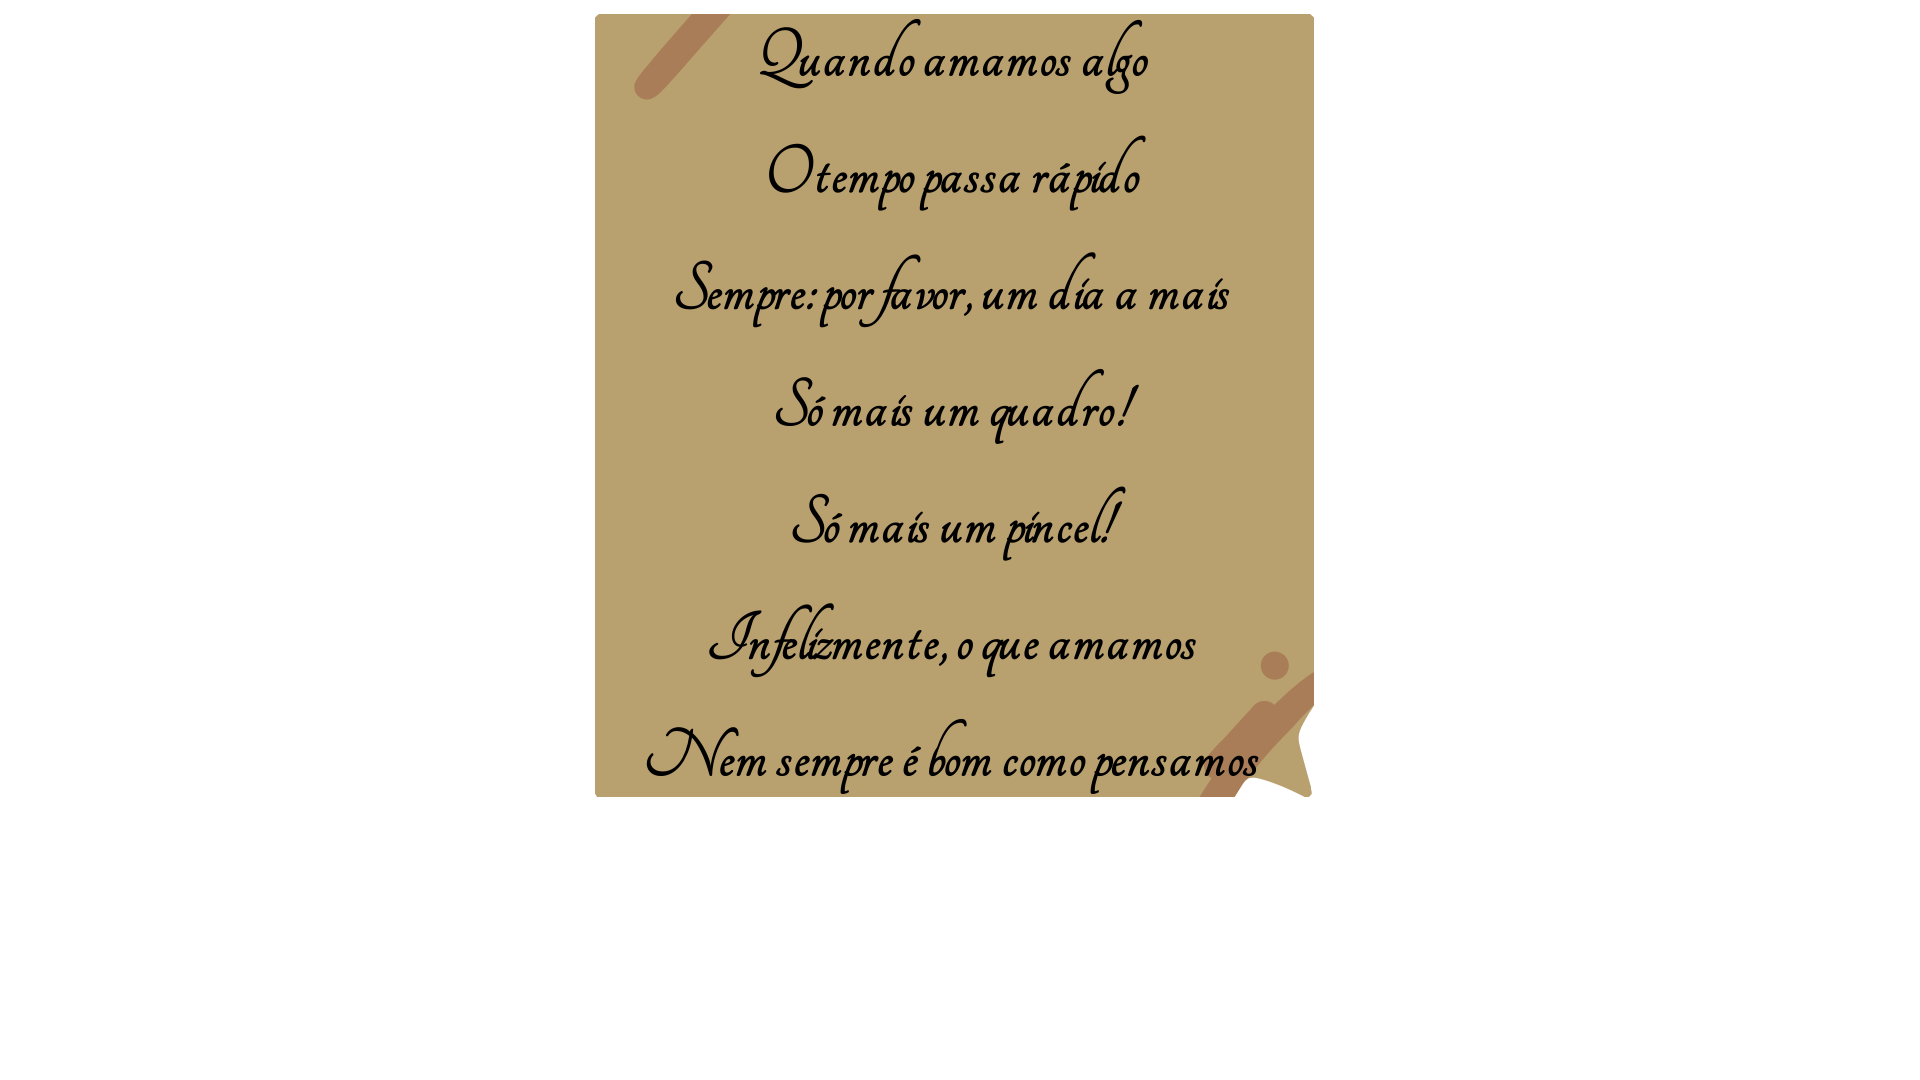 Quando amamos algo
O tempo passa rápido
Sempre: por favor, um dia a mais
Só mais um quadro!
Só mais um pincel!
Infelizmente, o que amamos
Nem sempre é bom como pensamos